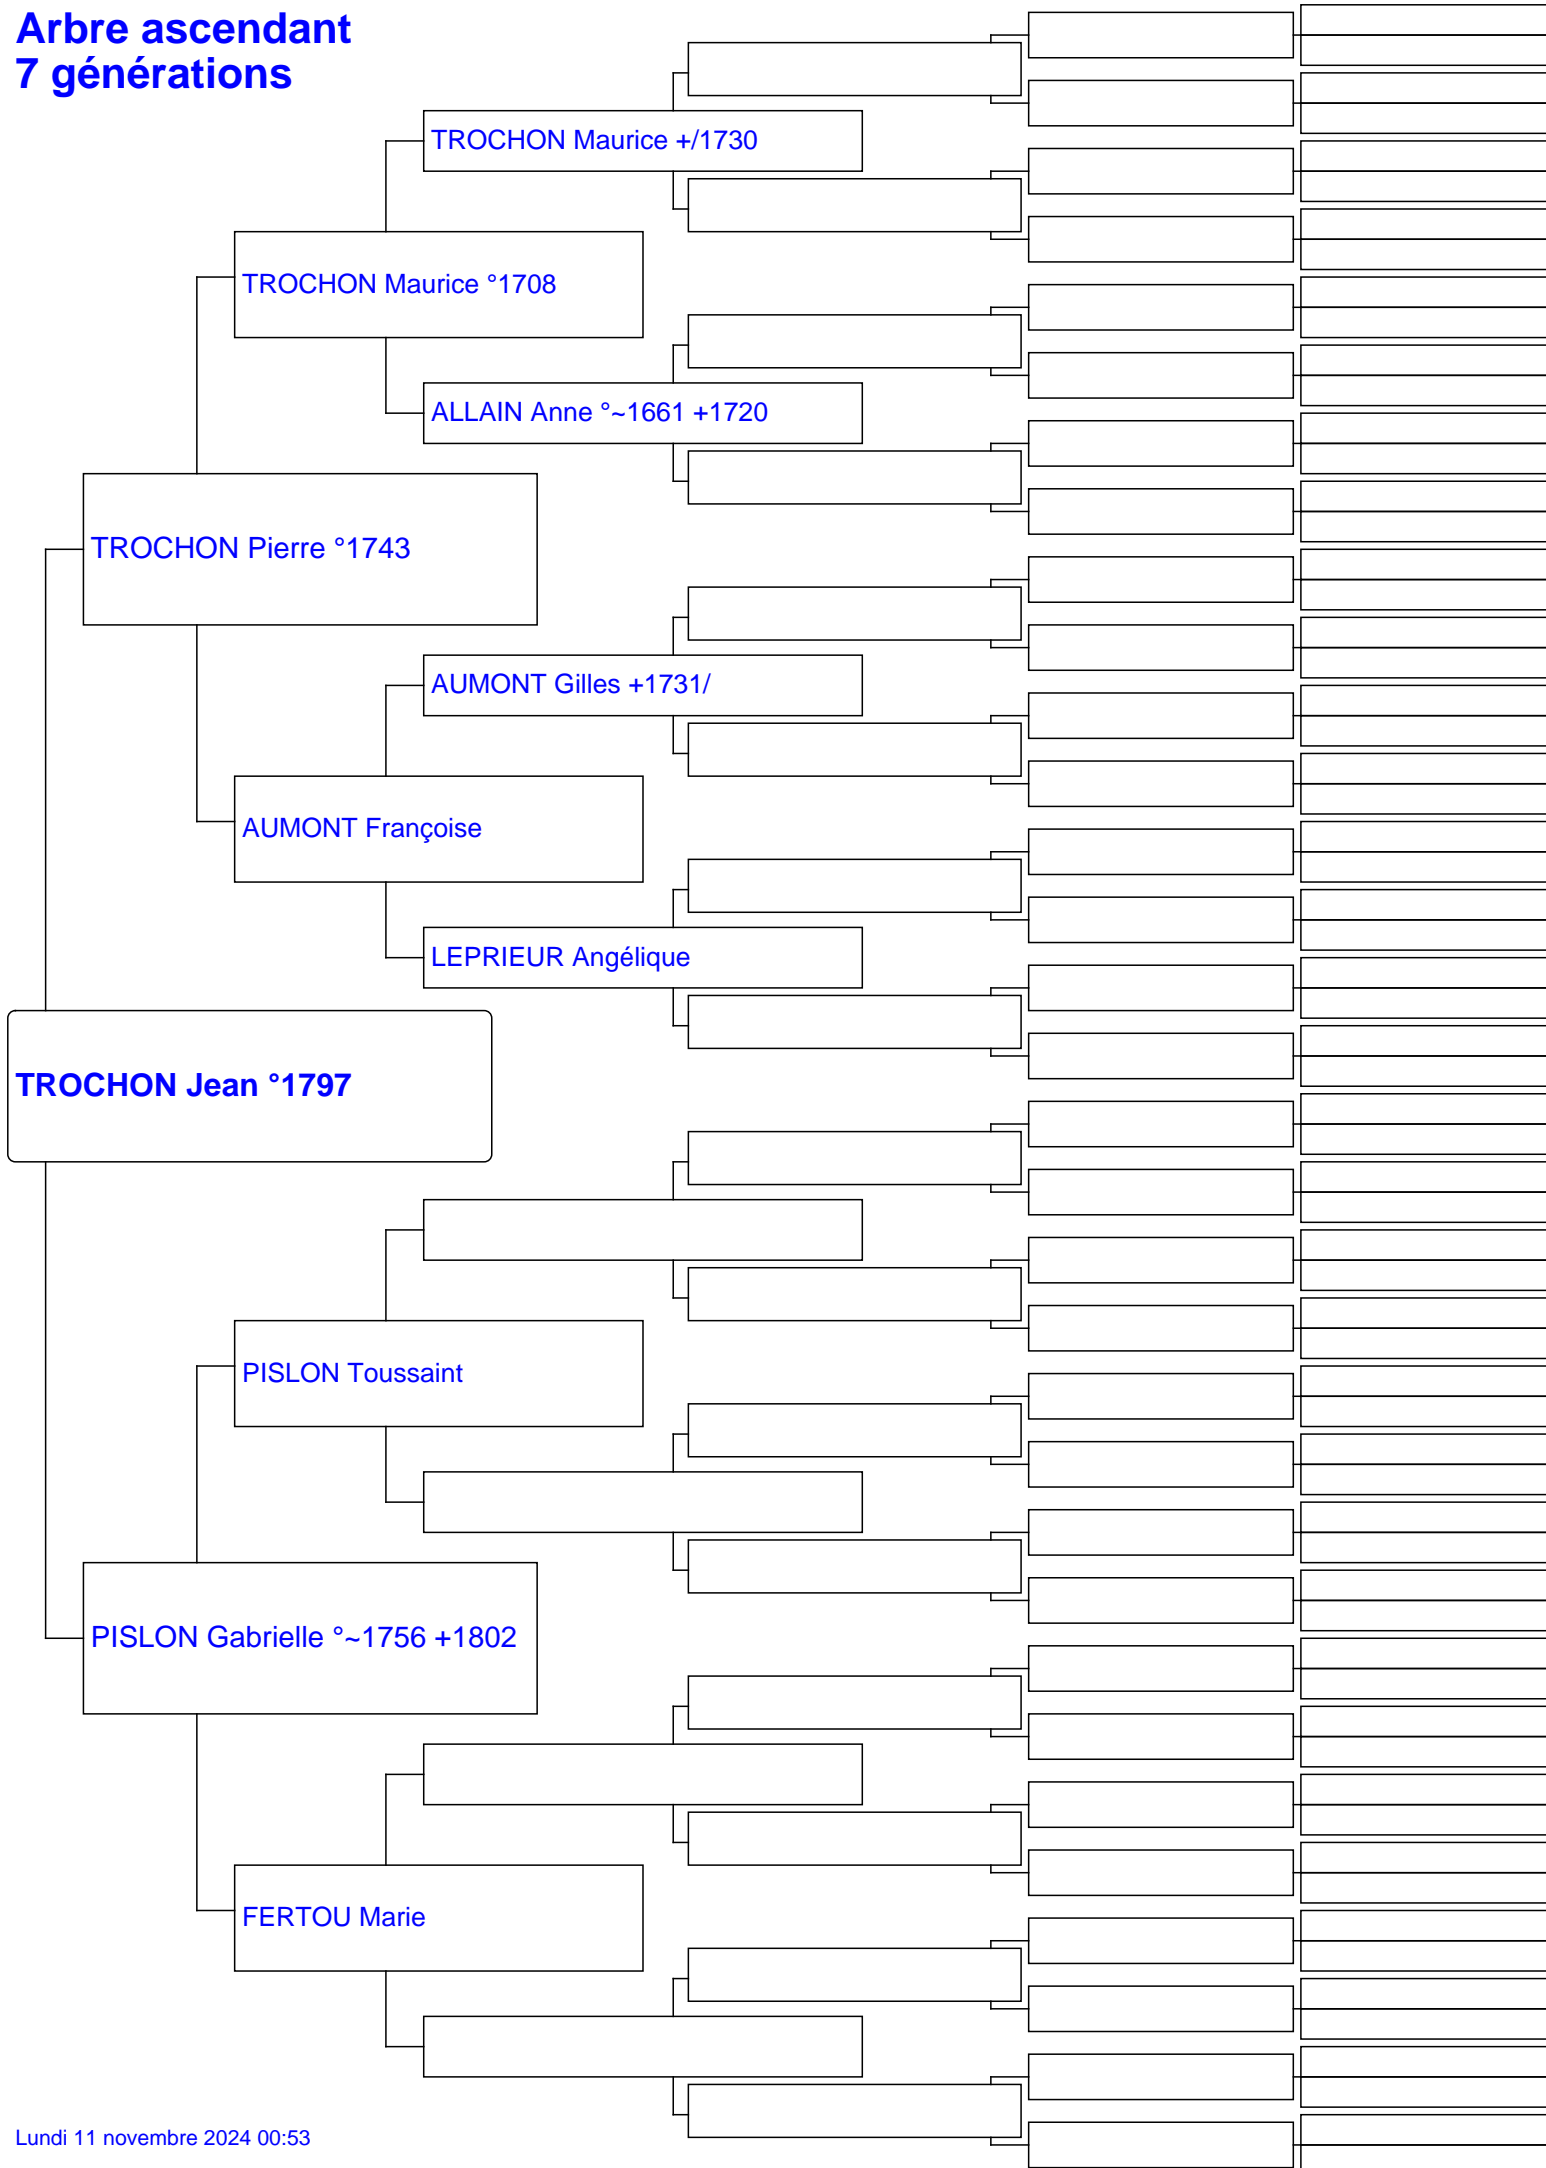 Arbre ascendant
7 générations
TROCHON Maurice +/1730
TROCHON Maurice °1708
ALLAIN Anne °~1661 +1720
TROCHON Pierre °1743
AUMONT Gilles +1731/
AUMONT Françoise
LEPRIEUR Angélique
TROCHON Jean °1797
PISLON Toussaint
PISLON Gabrielle °~1756 +1802
FERTOU Marie
Lundi 11 novembre 2024 00:53